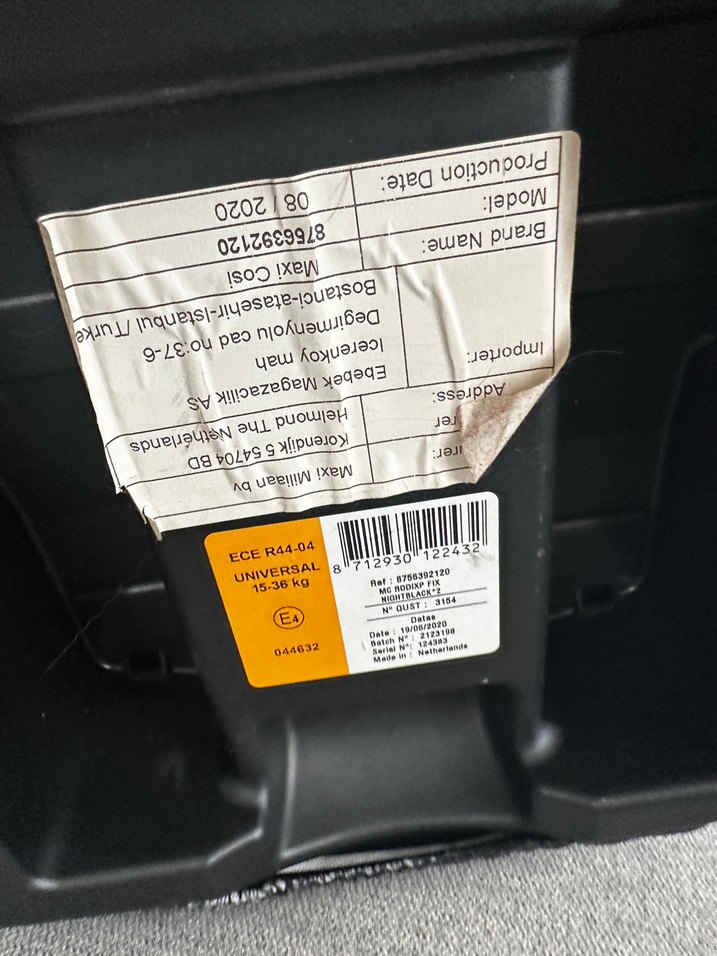 Maxi Miliaan bv
Korendijk 5 54704 BD
Helmond The Netherlands
Address:
Importer:
Ebebek Magazacilik AS
Icerenkoy mah
Degirmenyolu cad no:37-6
Bostanci-atasehir-Istanbul /Turke
Brand Name: Maxi Cosi
Model: 8756392120
Production Date: 08 / 2020
ECE R44-04
UNIVERSAL
15-36 kg
E4
044632
8 712930 122432
Ref : 8756392120
MC RODIXP FIX
NIGHTBLACK*2
N° QUST : 3154
Datas
Date : 19/06/2020
Batch N° : 2123198
Serial N° : 124383
Made in : Netherlands